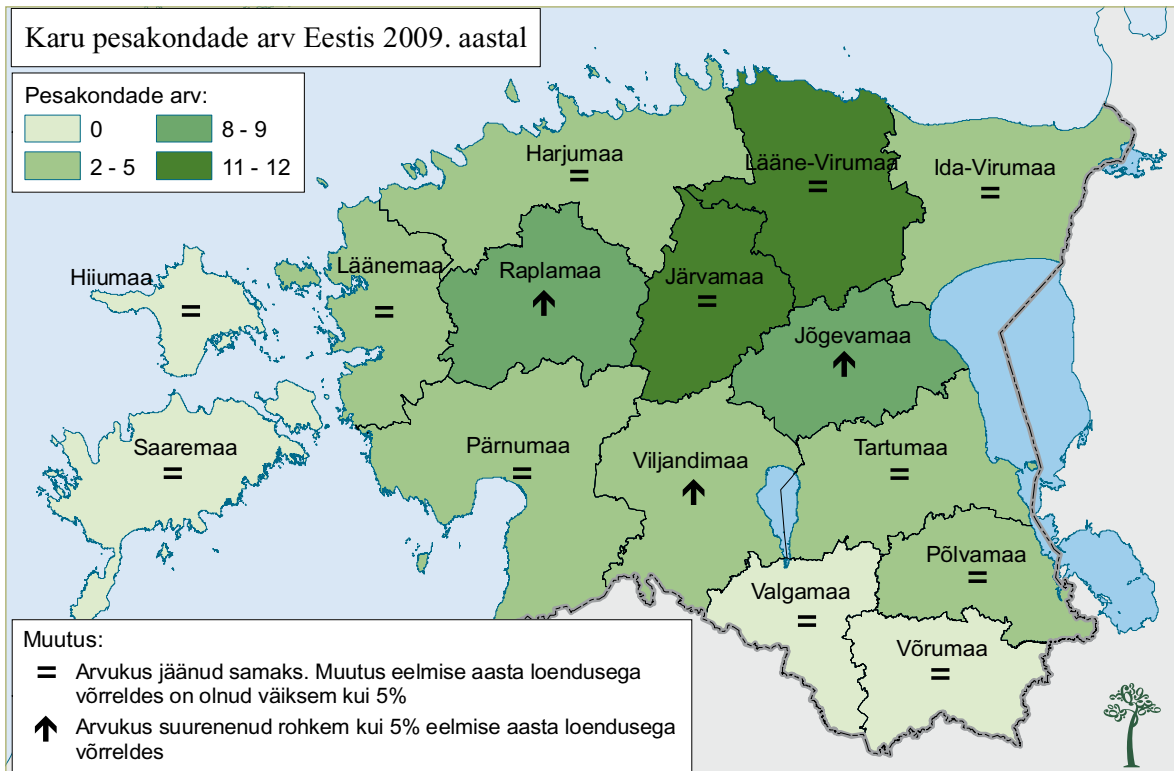 Karu pesakondade arv Eestis 2009. aastal
Pesakondade arv:
0
8 - 9
2 - 5
11 - 12
Harjumaa
=
Lääne-Virumaa
=
Ida-Virumaa
=
Hiiumaa
=
Läänemaa
=
Raplamaa
Järvamaa
=
Jõgevamaa
Saaremaa
=
Pärnumaa
=
Viljandimaa
Tartumaa
=
Põlvamaa
=
Valgamaa
=
Võrumaa
=
Muutus:
= Arvukus jäänud samaks. Muutus eelmise aasta loendusega
võrreldes on olnud väiksem kui 5%
Arvukus suurenenud rohkem kui 5% eelmise aasta loendusega
võrreldes